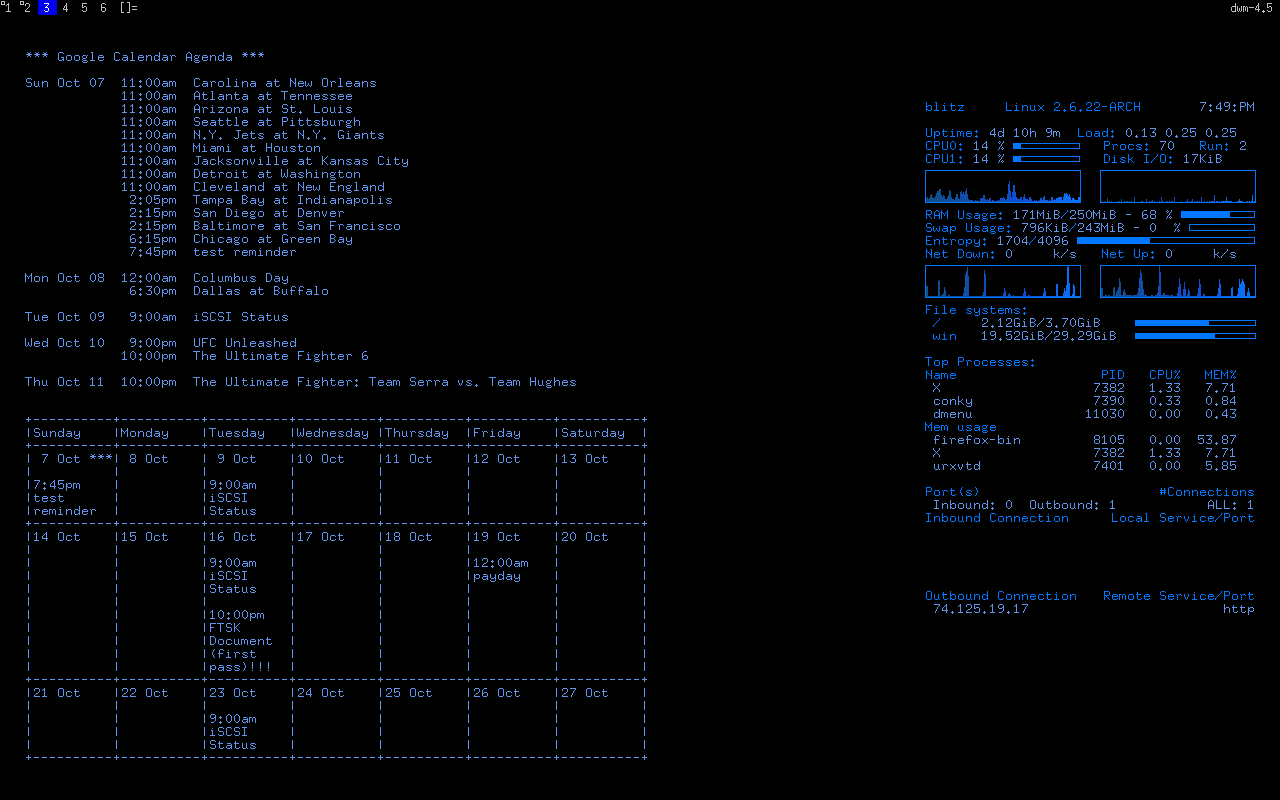 1 2 3 4 5 6 []= dwm-4.5
*** Google Calendar Agenda ***
Sun Oct 07 11:00am Carolina at New Orleans
11:00am Atlanta at Tennessee
11:00am Arizona at St. Louis
11:00am Seattle at Pittsburgh
11:00am N.Y. Jets at N.Y. Giants
11:00am Miami at Houston
11:00am Jacksonville at Kansas City
11:00am Detroit at Washington
11:00am Cleveland at New England
2:05pm Tampa Bay at Indianapolis
2:15pm San Diego at Denver
2:15pm Baltimore at San Francisco
6:15pm Chicago at Green Bay
7:45pm test reminder
Mon Oct 08 12:00am Columbus Day
6:30pm Dallas at Buffalo
Tue Oct 09 9:00am iSCSI Status
Wed Oct 10 9:00pm UFC Unleashed
10:00pm The Ultimate Fighter 6
Thu Oct 11 10:00pm The Ultimate Fighter: Team Serra vs. Team Hughes
Sunday Monday Tuesday Wednesday Thursday Friday Saturday
7 Oct *** 8 Oct 9 Oct 10 Oct 11 Oct 12 Oct 13 Oct
7:45pm 9:00am
test iSCSI
reminder Status
14 Oct 15 Oct 16 Oct 17 Oct 18 Oct 19 Oct 20 Oct
9:00am 12:00am
iSCSI payday
Status
10:00pm
FTSK
Document
(first
pass)!!!
21 Oct 22 Oct 23 Oct 24 Oct 25 Oct 26 Oct 27 Oct
9:00am
iSCSI
Status
blitz Linux 2.6.22-ARCH 7:49:PM
Uptime: 4d 10h 9m Load: 0.13 0.25 0.25
CPU0: 14 % Procs: 70 Run: 2
CPU1: 14 % Disk I/O: 17KiB
RAM Usage: 171MiB/250MiB - 68 %
Swap Usage: 796KiB/243MiB - 0 %
Entropy: 1704/4096
Net Down: 0 k/s Net Up: 0 k/s
File systems:
/ 2.12GiB/3.70GiB
win 19.52GiB/29.29GiB
Top Processes:
Name PID CPU% MEM%
X 7382 1.33 7.71
conky 7390 0.33 0.84
dmenu 11030 0.00 0.43
Mem usage
firefox-bin 8105 0.00 53.87
X 7382 1.33 7.71
urxvtd 7401 0.00 5.85
Port(s) #Connections
Inbound: 0 Outbound: 1 ALL: 1
Inbound Connection Local Service/Port
Outbound Connection Remote Service/Port
74.125.19.17 http